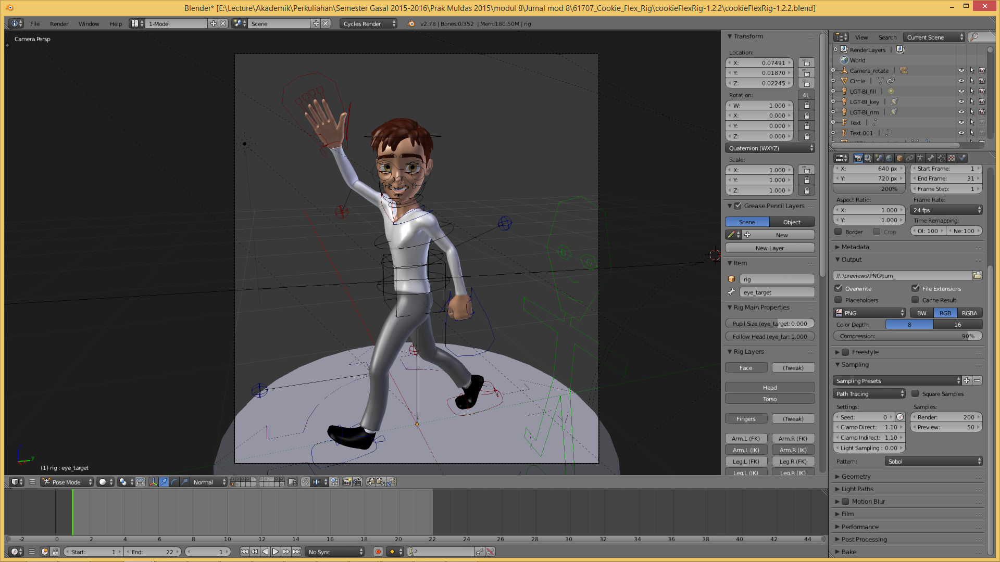 Blender* [E:\Lecture\Akademik\Perkuliahan\Semester Gasal 2015-2016\Prak Muldas 2015\modul 8\Jurnal mod 8\61707_Cookie_Flex_Rig\cookieFlexRig-1.2.2\cookieFlexRig-1.2.2.blend]
File Render Window Help 1-Model Scene Cycles Render v2.78 | Bones:0/352 | Mem:180.50M | rig
Camera Persp
(1) rig : eye_target
Transform
Location:
X: 0.07491
Y: 0.01870
Z: 0.02245
Rotation: 4L
W: 1.000
X: 0.000
Y: 0.000
Z: 0.000
Quaternion (WXYZ)
Scale:
X: 1.000
Y: 1.000
Z: 1.000
Grease Pencil Layers
Scene Object
New
New Layer
Item
rig
eye_target
Rig Main Properties
Pupil Size (eye_target: 0.000
Follow Head (eye_tar: 1.000
Rig Layers
Face (Tweak)
Head
Torso
Fingers (Tweak)
Arm.L (FK) Arm.R (FK)
Arm.L (IK) Arm.R (IK)
Leg.L (FK) Leg.R (FK)
Leg.L (IK) Leg.R (IK)
View Search Current Scene
RenderLayers
World
Camera_rotate
Circle
LGT-BI_fill
LGT-BI_key
LGT-BI_rim
Text
Text.001
X: 640 px Start Frame: 1
Y: 720 px End Frame: 31
200% Frame Step: 1
Aspect Ratio: Frame Rate:
X: 1.000 24 fps
Y: 1.000 Time Remapping:
Border Crop Ol: 100 Ne: 100
Metadata
Output
//..\previews\PNG\turn_
Overwrite File Extensions
Placeholders Cache Result
PNG BW RGB RGBA
Color Depth: 8 16
Compression: 90%
Freestyle
Sampling
Sampling Presets
Path Tracing Square Samples
Settings: Samples:
Seed: 0 Render: 200
Clamp Direct: 1.10 Preview: 50
Clamp Indirect: 1.10
Light Sampling : 0.00
Pattern: Sobol
Geometry
Light Paths
Motion Blur
Film
Performance
Post Processing
Bake
Pose Mode Normal
-2 0 2 4 6 8 10 12 14 16 18 20 22 24 26 28 30 32 34 36 38 40 42 44
Start: 1 End: 22 1 No Sync